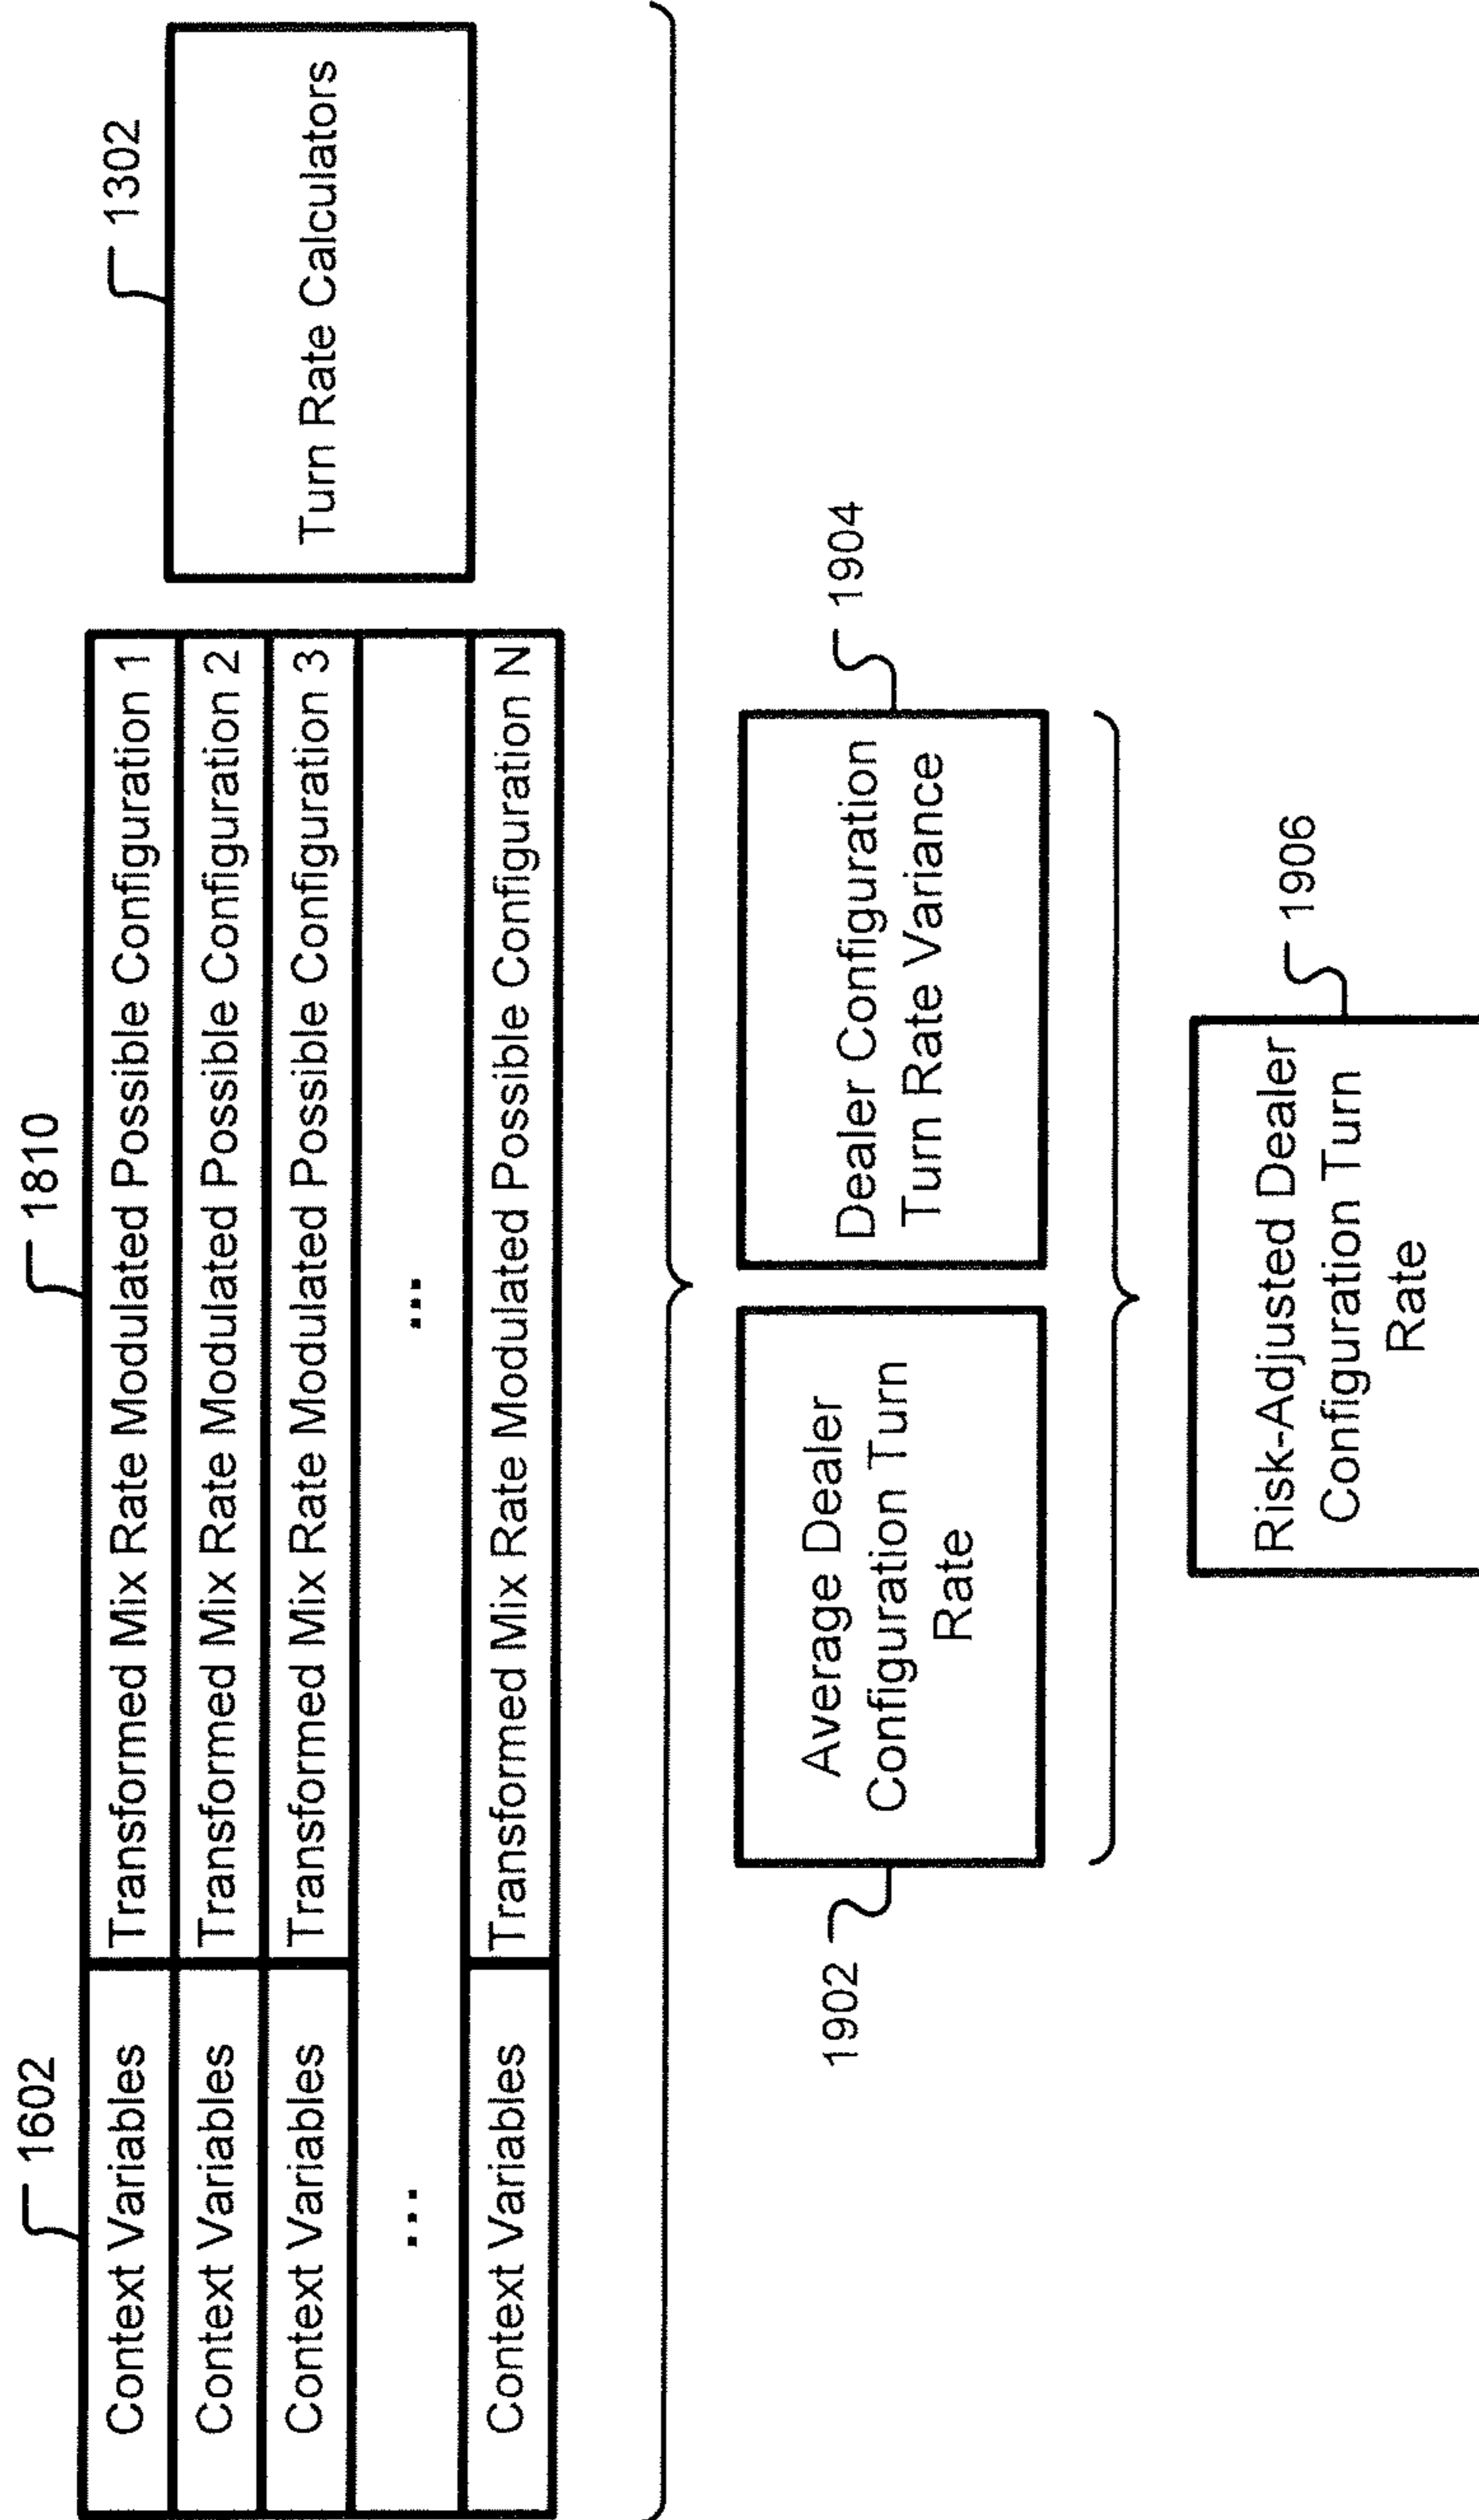 1602
1810
1302
Context Variables Transformed Mix Rate Modulated Possible Configuration 1
Context Variables Transformed Mix Rate Modulated Possible Configuration 2
Context Variables Transformed Mix Rate Modulated Possible Configuration 3
... ...
Context Variables Transformed Mix Rate Modulated Possible Configuration N
Turn Rate Calculators
1902
Average Dealer
Configuration Turn
Rate
Dealer Configuration
Turn Rate Variance
1904
Risk-Adjusted Dealer
Configuration Turn
Rate
1906